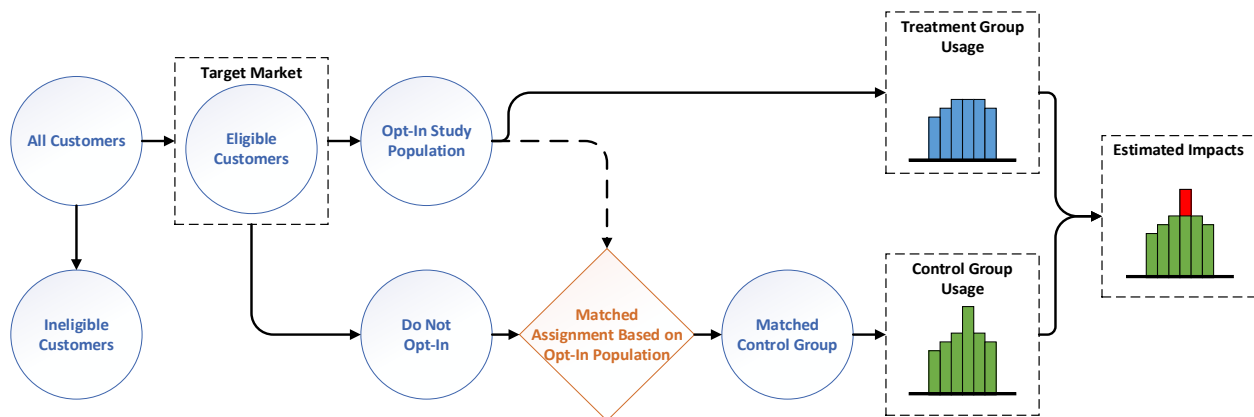 All Customers
Ineligible
Customers
Target Market
Eligible
Customers
Opt-In Study
Population
Do Not
Opt-In
Matched
Assignment Based on
Opt-In Population
Matched
Control Group
Treatment Group
Usage
Control Group
Usage
Estimated Impacts